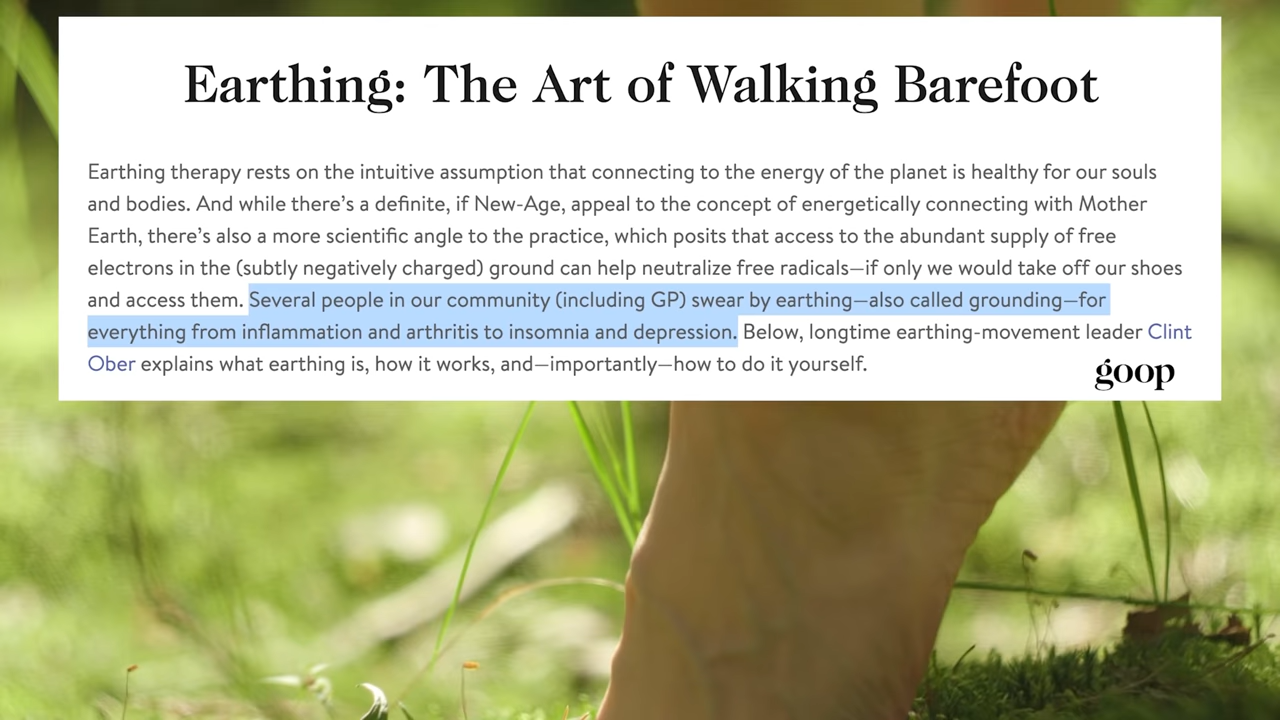 Earthing: The Art of Walking Barefoot
Earthing therapy rests on the intuitive assumption that connecting to the energy of the planet is healthy for our souls
and bodies. And while there’s a definite, if New-Age, appeal to the concept of energetically connecting with Mother
Earth, there’s also a more scientific angle to the practice, which posits that access to the abundant supply of free
electrons in the (subtly negatively charged) ground can help neutralize free radicals—if only we would take off our shoes
and access them. Several people in our community (including GP) swear by earthing—also called grounding—for
everything from inflammation and arthritis to insomnia and depression. Below, longtime earthing-movement leader Clint
Ober explains what earthing is, how it works, and—importantly—how to do it yourself.
goop